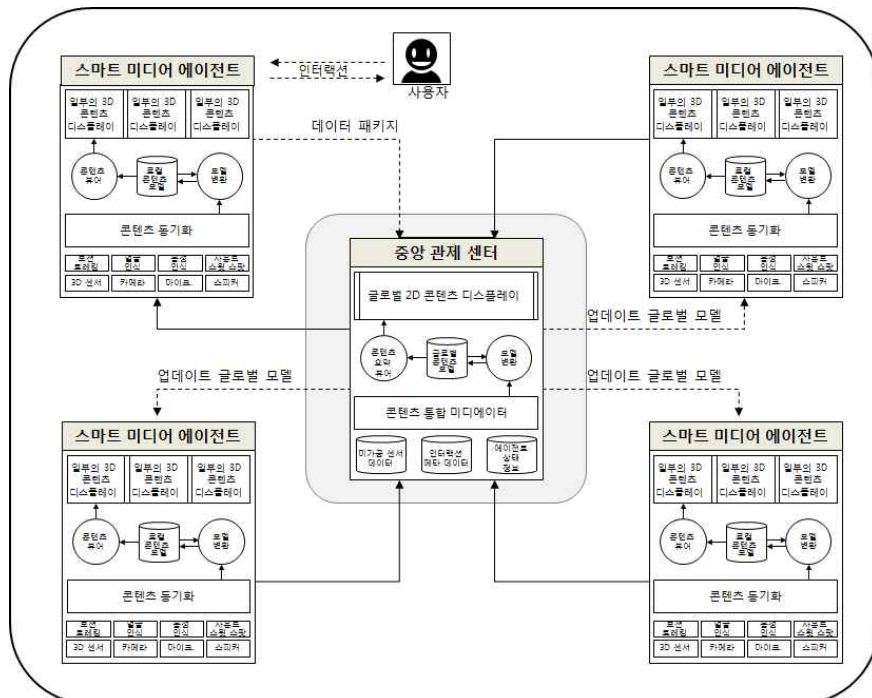 스마트 미디어 에이전트
일부의 3D
콘텐츠
디스플레이
일부의 3D
콘텐츠
디스플레이
일부의 3D
콘텐츠
디스플레이
콘텐츠
뷰어
로컬
콘텐츠
모델
모델
변환
콘텐츠 동기화
모션
트래킹
얼굴
인식
음성
인식
사운드
스윗 스팟
3D 센서
카메라
마이크
스피커
인터랙션
사용자
데이터 패키지
스마트 미디어 에이전트
일부의 3D
콘텐츠
디스플레이
일부의 3D
콘텐츠
디스플레이
일부의 3D
콘텐츠
디스플레이
콘텐츠
뷰어
로컬
콘텐츠
모델
모델
변환
콘텐츠 동기화
모션
트래킹
얼굴
인식
음성
인식
사운드
스윗 스팟
3D 센서
카메라
마이크
스피커
중앙 관제 센터
글로벌 2D 콘텐츠 디스플레이
콘텐츠
요약
뷰어
글로벌
콘텐츠
모델
모델
변환
콘텐츠 통합 미디에이터
미가공 센서
데이터
인터랙션
메타 데이터
에이전트
상태
정보
업데이트 글로벌 모델
업데이트 글로벌 모델
업데이트 글로벌 모델
스마트 미디어 에이전트
일부의 3D
콘텐츠
디스플레이
일부의 3D
콘텐츠
디스플레이
일부의 3D
콘텐츠
디스플레이
콘텐츠
뷰어
로컬
콘텐츠
모델
모델
변환
콘텐츠 동기화
모션
트래킹
얼굴
인식
음성
인식
사운드
스윗 스팟
3D 센서
카메라
마이크
스피커
스마트 미디어 에이전트
일부의 3D
콘텐츠
디스플레이
일부의 3D
콘텐츠
디스플레이
일부의 3D
콘텐츠
디스플레이
콘텐츠
뷰어
로컬
콘텐츠
모델
모델
변환
콘텐츠 동기화
모션
트래킹
얼굴
인식
음성
인식
사운드
스윗 스팟
3D 센서
카메라
마이크
스피커